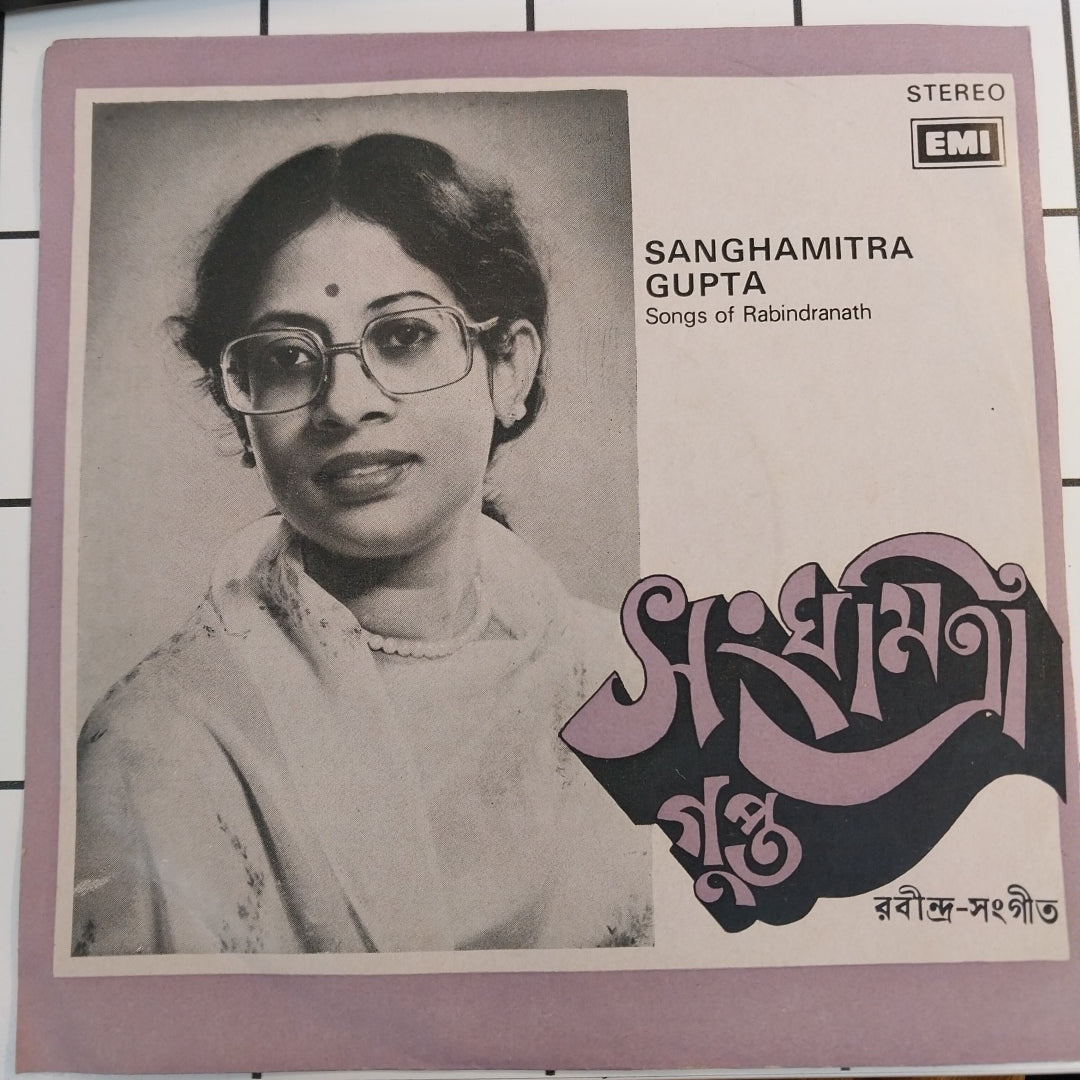 STEREO
EMI
SANGHAMITRA
GUPTA
Songs of Rabindranath
সংঘমিত্রা
গুপ্ত
রবীন্দ্র-সংগীত